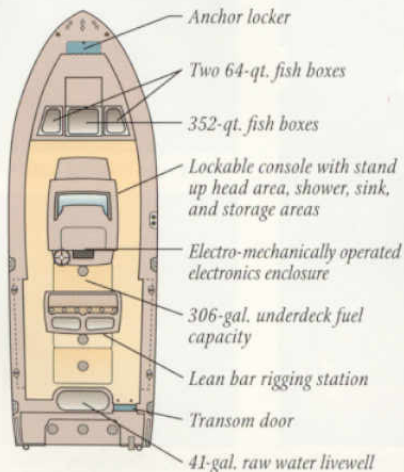 Anchor locker
Two 64-qt. fish boxes
352-qt. fish boxes
Lockable console with stand
up head area, shower, sink,
and storage areas
Electro-mechanically operated
electronics enclosure
306-gal. underdeck fuel
capacity
Lean bar rigging station
Transom door
41-gal. raw water livewell